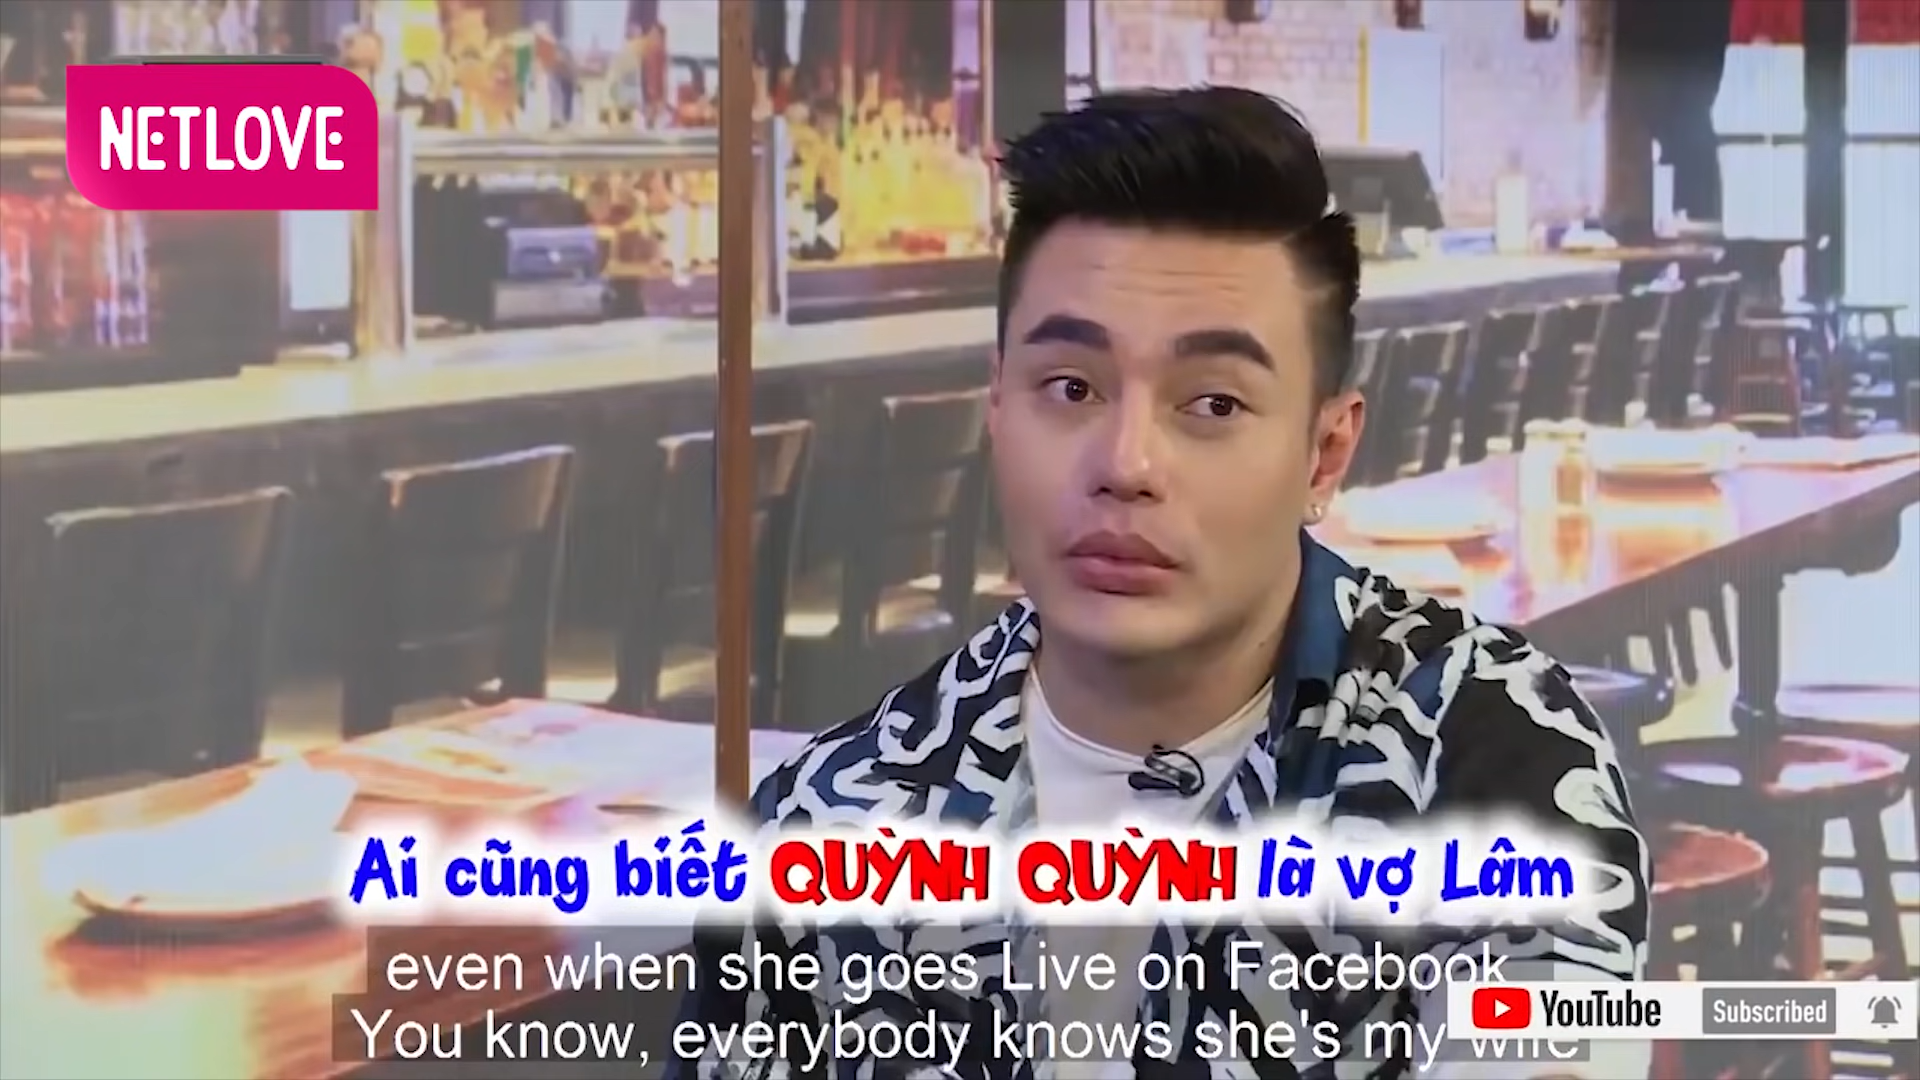 NETLOVE
Ai cũng biết QUỲNH QUỲNH là vợ Lâm
even when she goes Live on Facebook
You know, everybody knows she's my wife
YouTube Subscribed